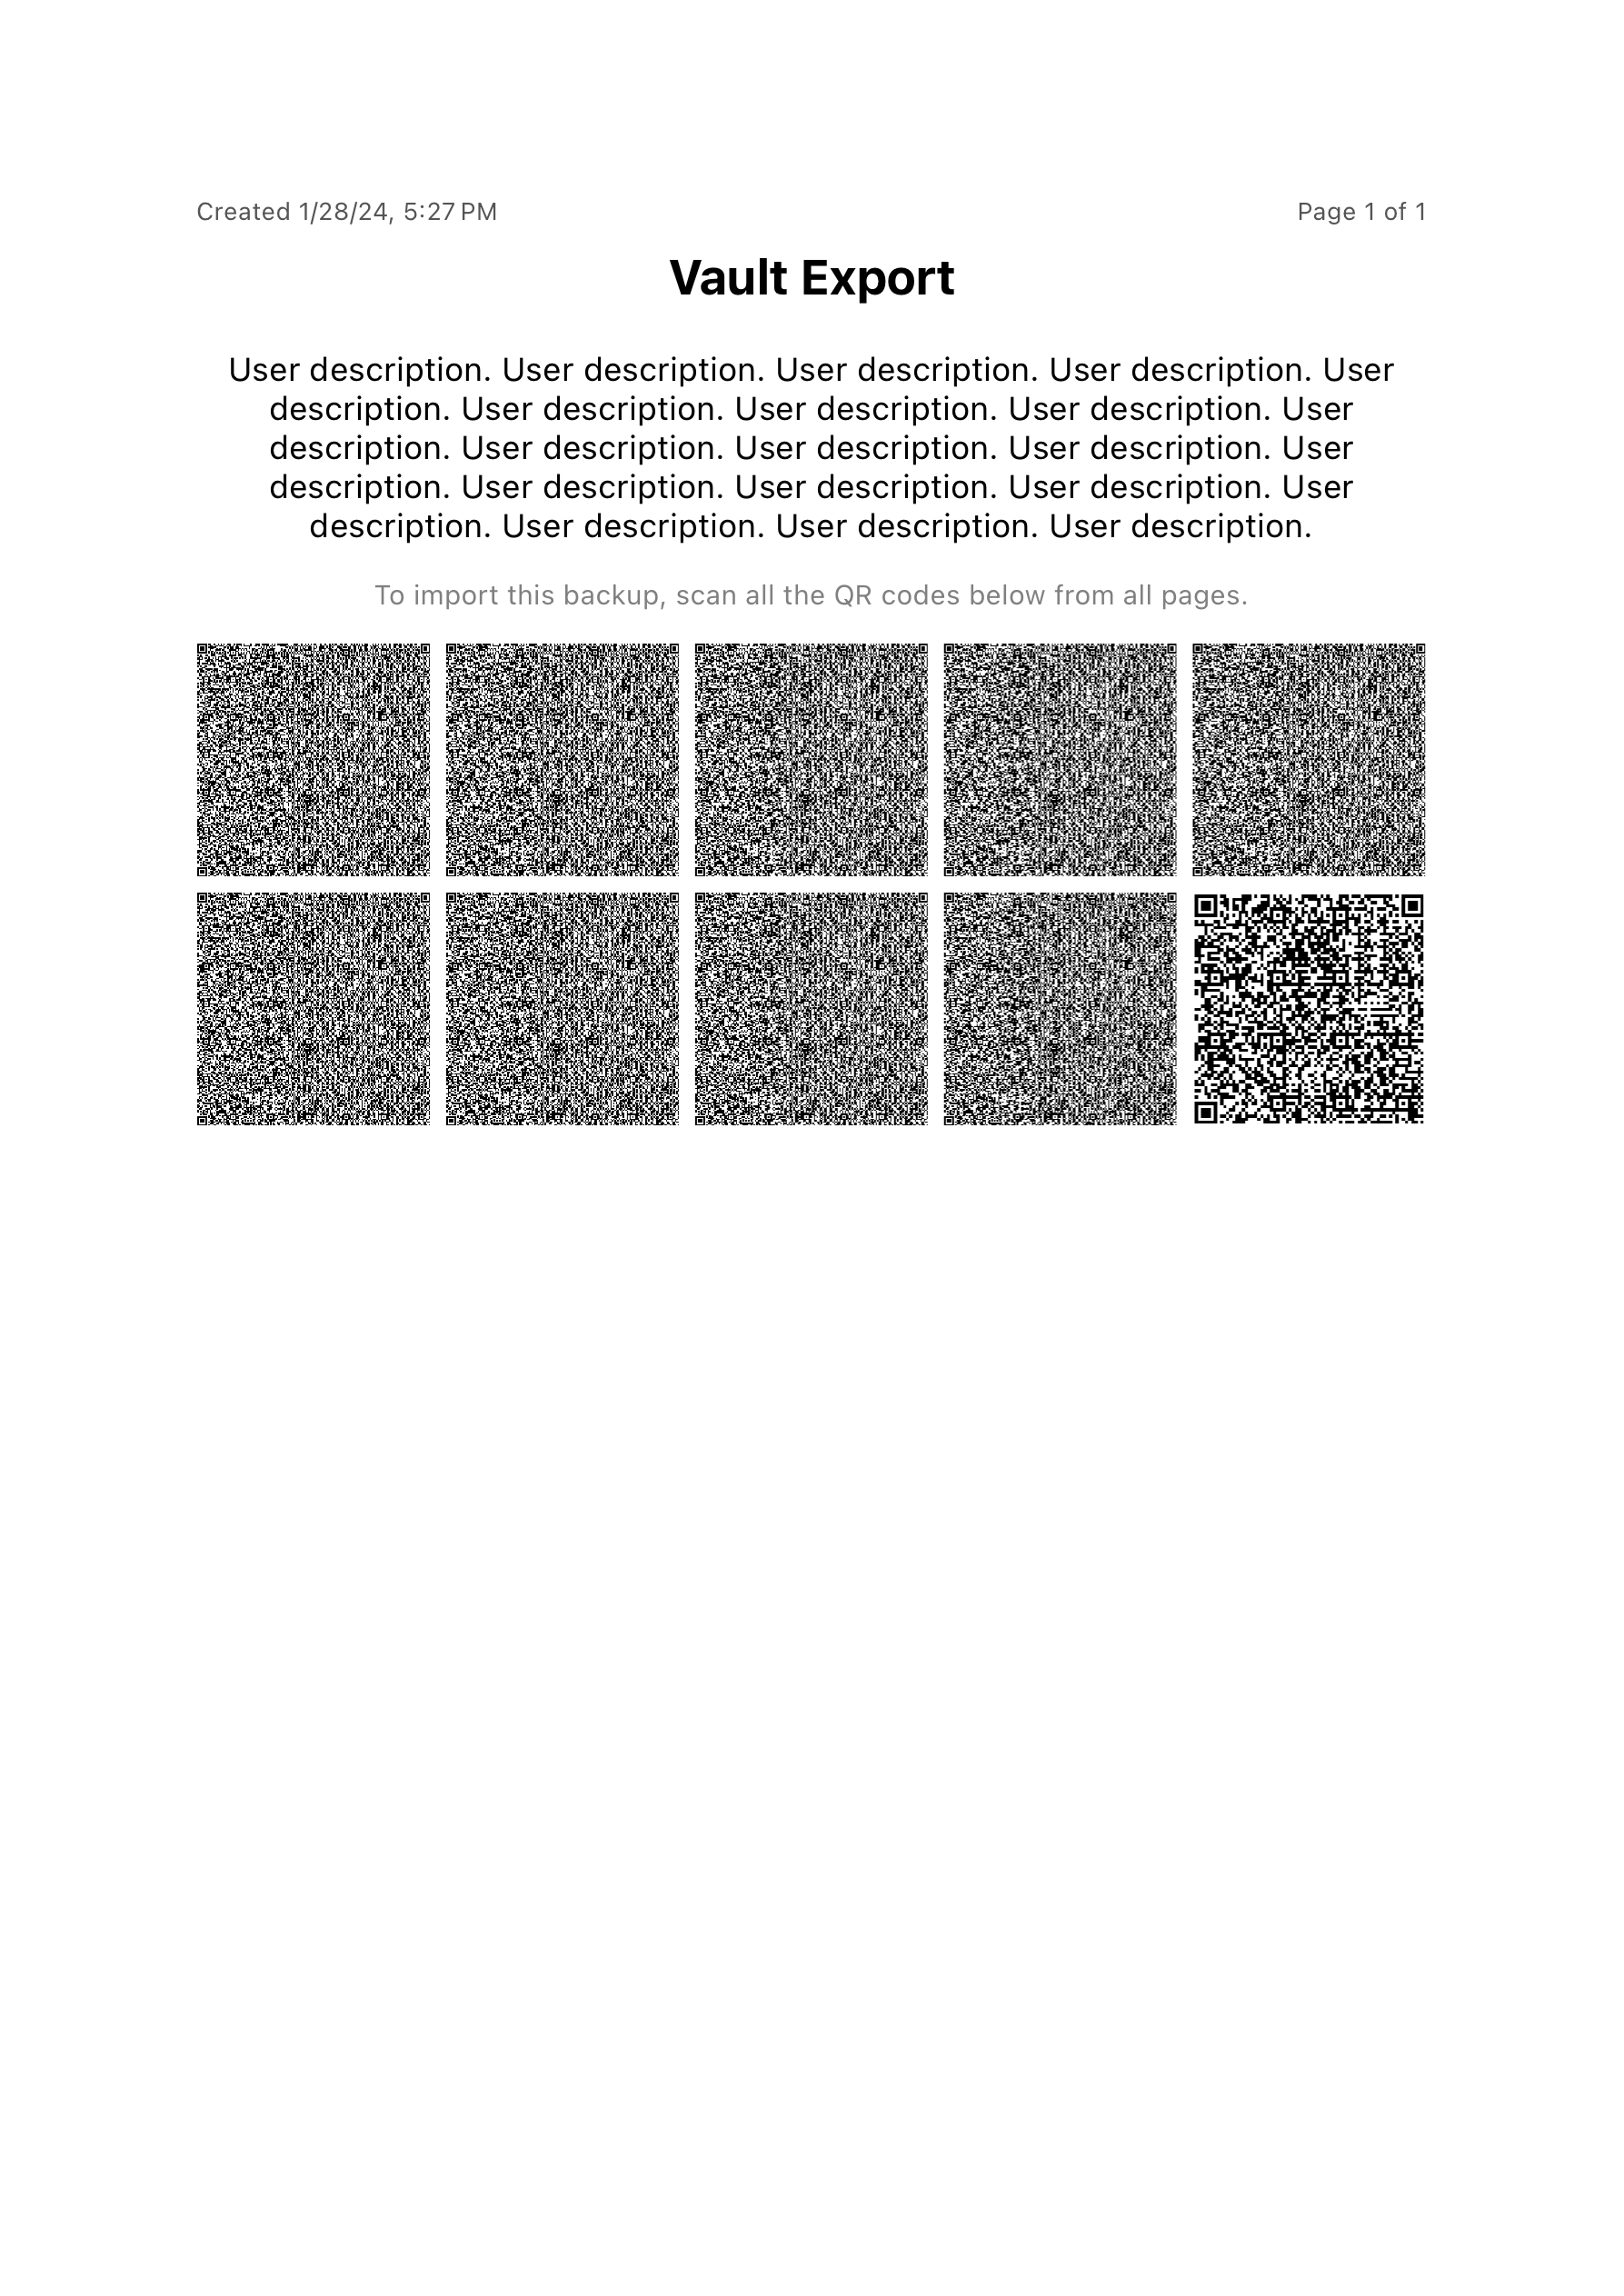 Created 1/28/24, 5:27 PM
Page 1 of 1
Vault Export
User description. User description. User description. User description. User
description. User description. User description. User description. User
description. User description. User description. User description. User
description. User description. User description. User description. User
description. User description. User description. User description.
To import this backup, scan all the QR codes below from all pages.